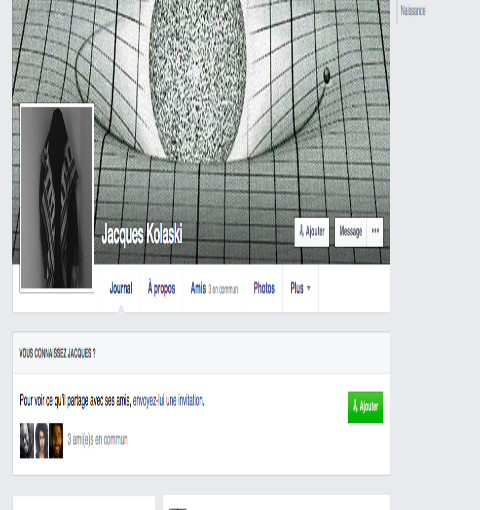 Naissance
Jacques Kolaski
Ajouter
Message
Journal
À propos
Amis 3 en commun
Photos
Plus
VOUS CONNAISSEZ JACQUES ?
Pour voir ce qu'il partage avec ses amis, envoyez-lui une invitation.
Ajouter
3 ami(e)s en commun